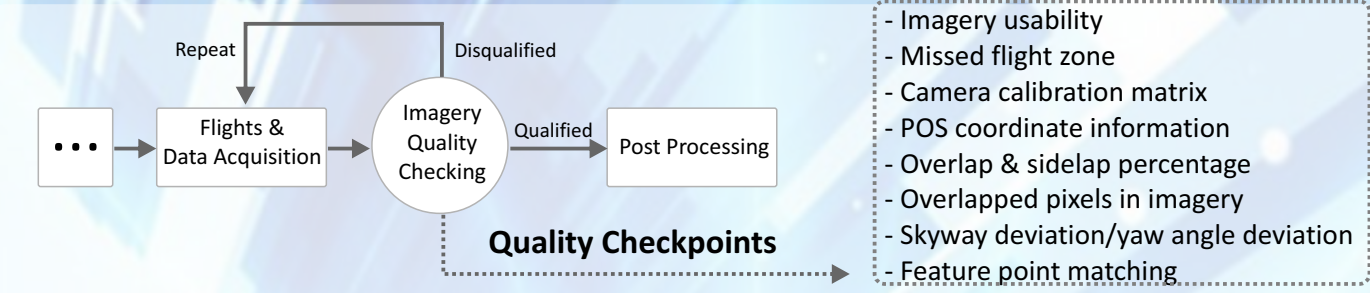 Repeat
Disqualified
...
Flights &
Data Acquisition
Imagery
Quality
Checking
Qualified
Post Processing
Quality Checkpoints
- Imagery usability
- Missed flight zone
- Camera calibration matrix
- POS coordinate information
- Overlap & sidelap percentage
- Overlapped pixels in imagery
- Skyway deviation/yaw angle deviation
- Feature point matching